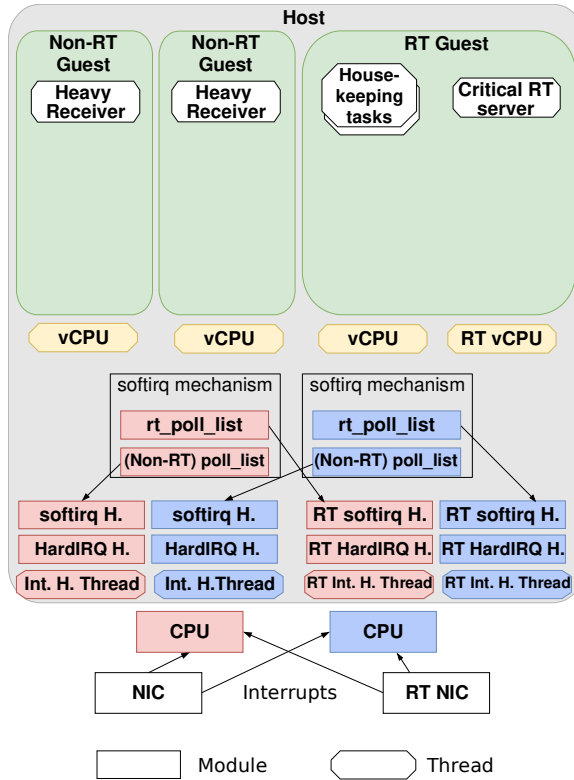 Host
Non-RT
Guest
Non-RT
Guest
RT Guest
Heavy
Receiver
Heavy
Receiver
House-
keeping
tasks
Critical RT
server
vCPU
vCPU
vCPU
RT vCPU
softirq mechanism
softirq mechanism
rt_poll_list
rt_poll_list
(Non-RT) poll_list
(Non-RT) poll_list
softirq H.
softirq H.
RT softirq H.
RT softirq H.
HardIRQ H.
HardIRQ H.
RT HardIRQ H.
RT HardIRQ H.
Int. H. Thread
Int. H.Thread
RT Int. H. Thread
RT Int. H. Thread
CPU
CPU
NIC
Interrupts
RT NIC
Module
Thread